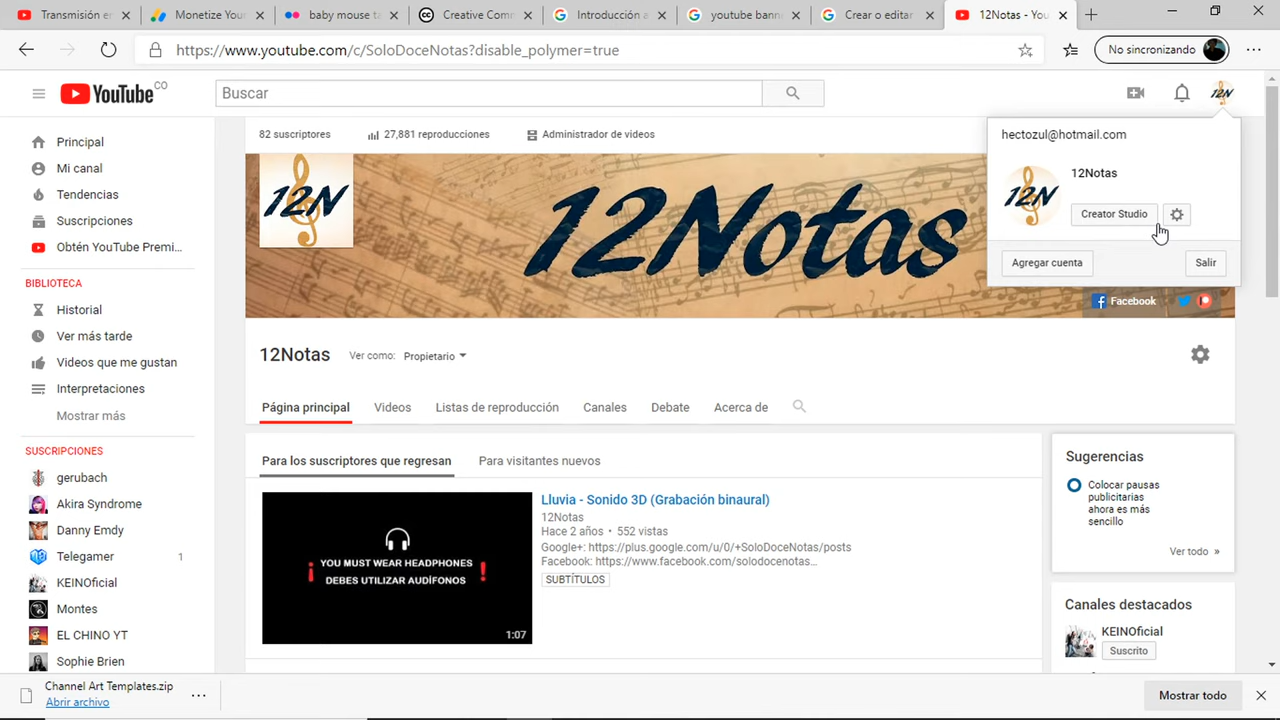 Transmisión en
Monetize You
baby mouse t
Creative Comm
Introducción a
youtube bann
Crear o editar
12Notas - You
https://www.youtube.com/c/SoloDoceNotas?disable_polymer=true
No sincronizando
YouTube CO
Buscar
12N
82 suscriptores
27,881 reproducciones
Administrador de videos
hectozul@hotmail.com
12N
12Notas
Creator Studio
Agregar cuenta
Salir
Principal
Mi canal
Tendencias
Suscripciones
Obtén YouTube Premi...
BIBLIOTECA
Historial
Ver más tarde
Videos que me gustan
Interpretaciones
Mostrar más
SUSCRIPCIONES
gerubach
Akira Syndrome
Danny Emdy
Telegamer 1
KEINOficial
Montes
EL CHINO YT
Sophie Brien
12N
12Notas
Facebook
12Notas
Ver como: Propietario
Página principal
Videos
Listas de reproducción
Canales
Debate
Acerca de
Para los suscriptores que regresan
Para visitantes nuevos
YOU MUST WEAR HEADPHONES
DEBES UTILIZAR AUDÍFONOS
1:07
Lluvia - Sonido 3D (Grabación binaural)
12Notas
Hace 2 años • 552 vistas
Google+: https://plus.google.com/u/0/+SoloDoceNotas/posts
Facebook: https://www.facebook.com/solodocenotas...
SUBTÍTULOS
Sugerencias
Colocar pausas
publicitarias
ahora es más
sencillo
Ver todo »
Canales destacados
KEINOficial
Suscrito
Channel Art Templates.zip
Abrir archivo
Mostrar todo